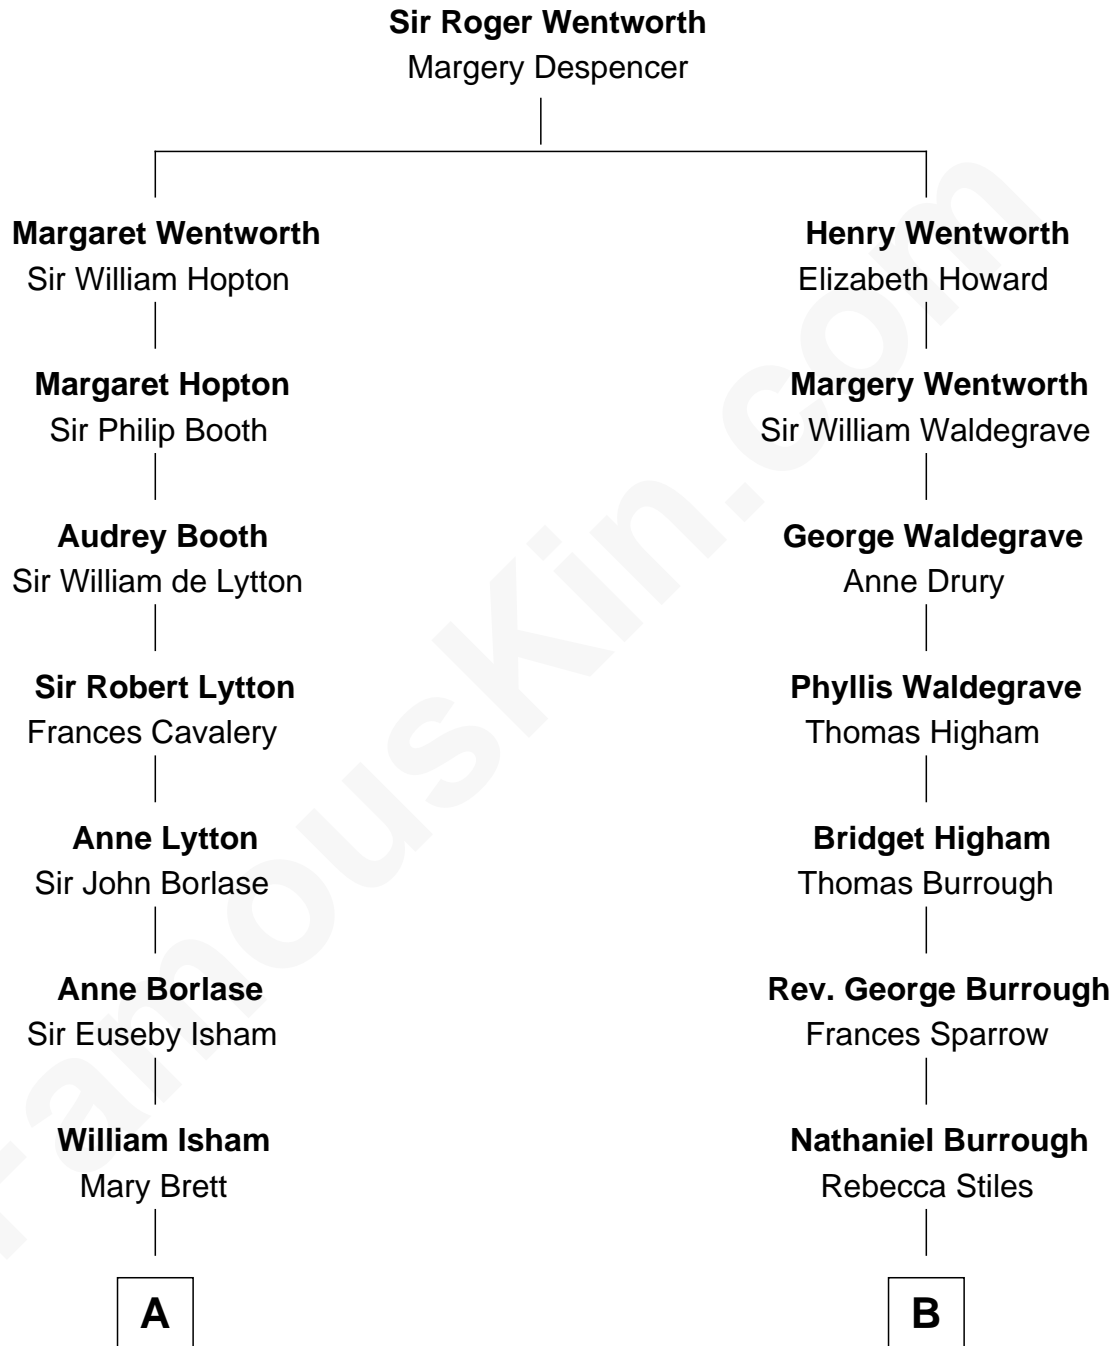 Sir Roger Wentworth
Margery Despencer
Margaret Wentworth
Sir William Hopton
Henry Wentworth
Elizabeth Howard
Margaret Hopton
Sir Philip Booth
Margery Wentworth
Sir William Waldegrave
Audrey Booth
Sir William de Lytton
George Waldegrave
Anne Drury
Sir Robert Lytton
Frances Cavalery
Phyllis Waldegrave
Thomas Higham
Anne Lytton
Sir John Borlase
Bridget Higham
Thomas Burrough
Anne Borlase
Sir Euseby Isham
Rev. George Burrough
Frances Sparrow
William Isham
Mary Brett
Nathaniel Burrough
Rebecca Stiles
A
B
FamousKin.com